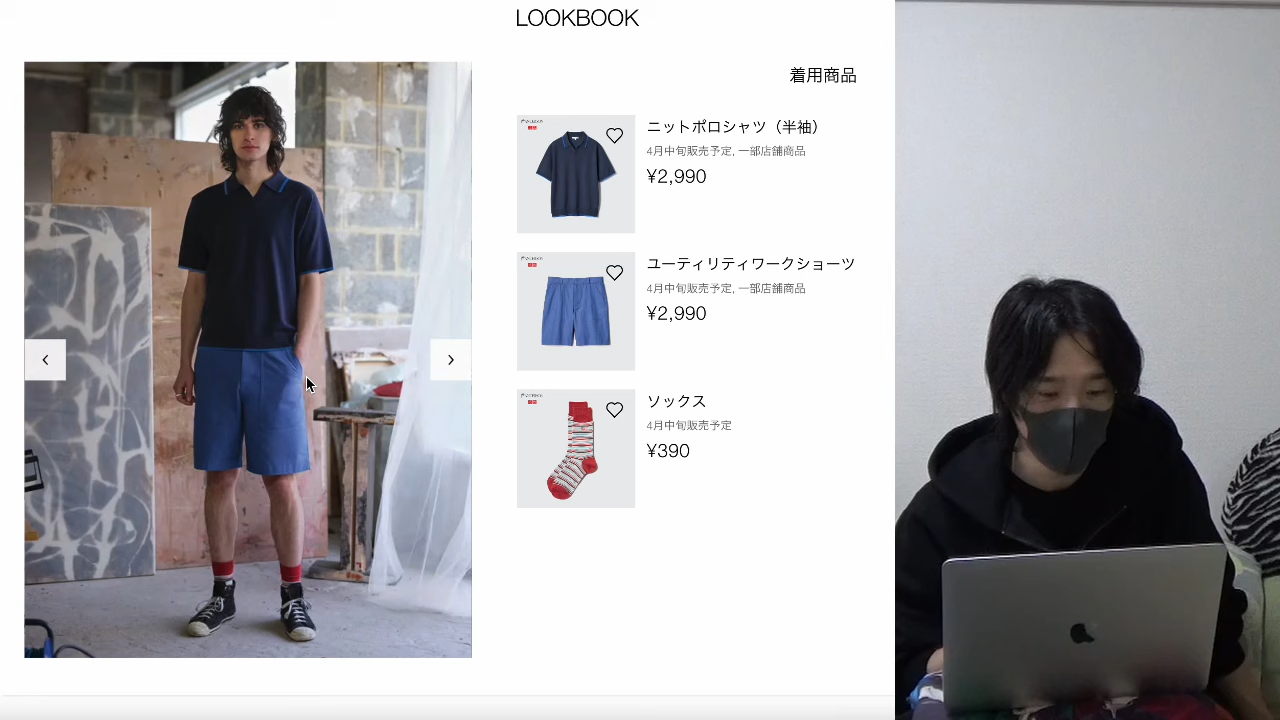 LOOKBOOK
着用商品
ニットポロシャツ（半袖）
4月中旬販売予定, 一部店舗商品
¥2,990
ユーティリティワークショーツ
4月中旬販売予定, 一部店舗商品
¥2,990
ソックス
4月中旬販売予定
¥390